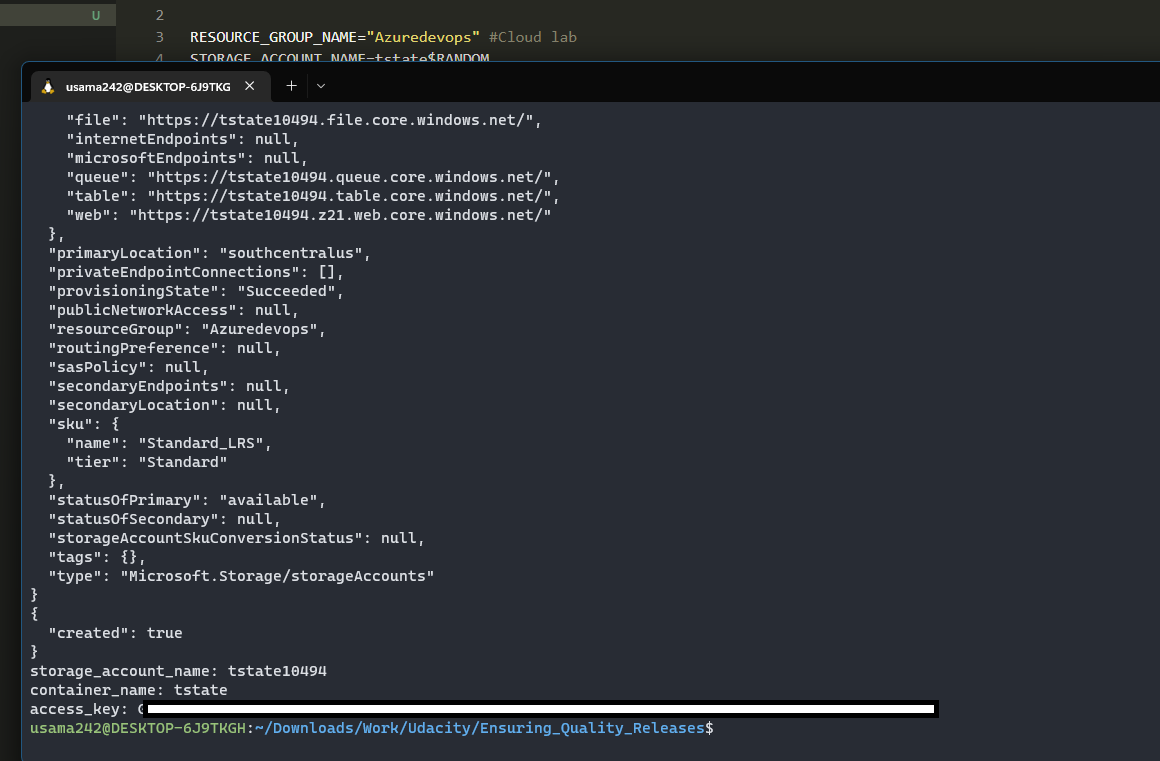 U
2
3 RESOURCE_GROUP_NAME="Azuredevops" #Cloud lab
4 STORAGE_ACCOUNT_NAME=tstate$RANDOM
usama242@DESKTOP-6J9TKG
"file": "https://tstate10494.file.core.windows.net/",
"internetEndpoints": null,
"microsoftEndpoints": null,
"queue": "https://tstate10494.queue.core.windows.net/",
"table": "https://tstate10494.table.core.windows.net/",
"web": "https://tstate10494.z21.web.core.windows.net/"
},
"primaryLocation": "southcentralus",
"privateEndpointConnections": [],
"provisioningState": "Succeeded",
"publicNetworkAccess": null,
"resourceGroup": "Azuredevops",
"routingPreference": null,
"sasPolicy": null,
"secondaryEndpoints": null,
"secondaryLocation": null,
"sku": {
"name": "Standard_LRS",
"tier": "Standard"
},
"statusOfPrimary": "available",
"statusOfSecondary": null,
"storageAccountSkuConversionStatus": null,
"tags": {},
"type": "Microsoft.Storage/storageAccounts"
}
{
"created": true
}
storage_account_name: tstate10494
container_name: tstate
access_key:
usama242@DESKTOP-6J9TKGH:~/Downloads/Work/Udacity/Ensuring_Quality_Releases$